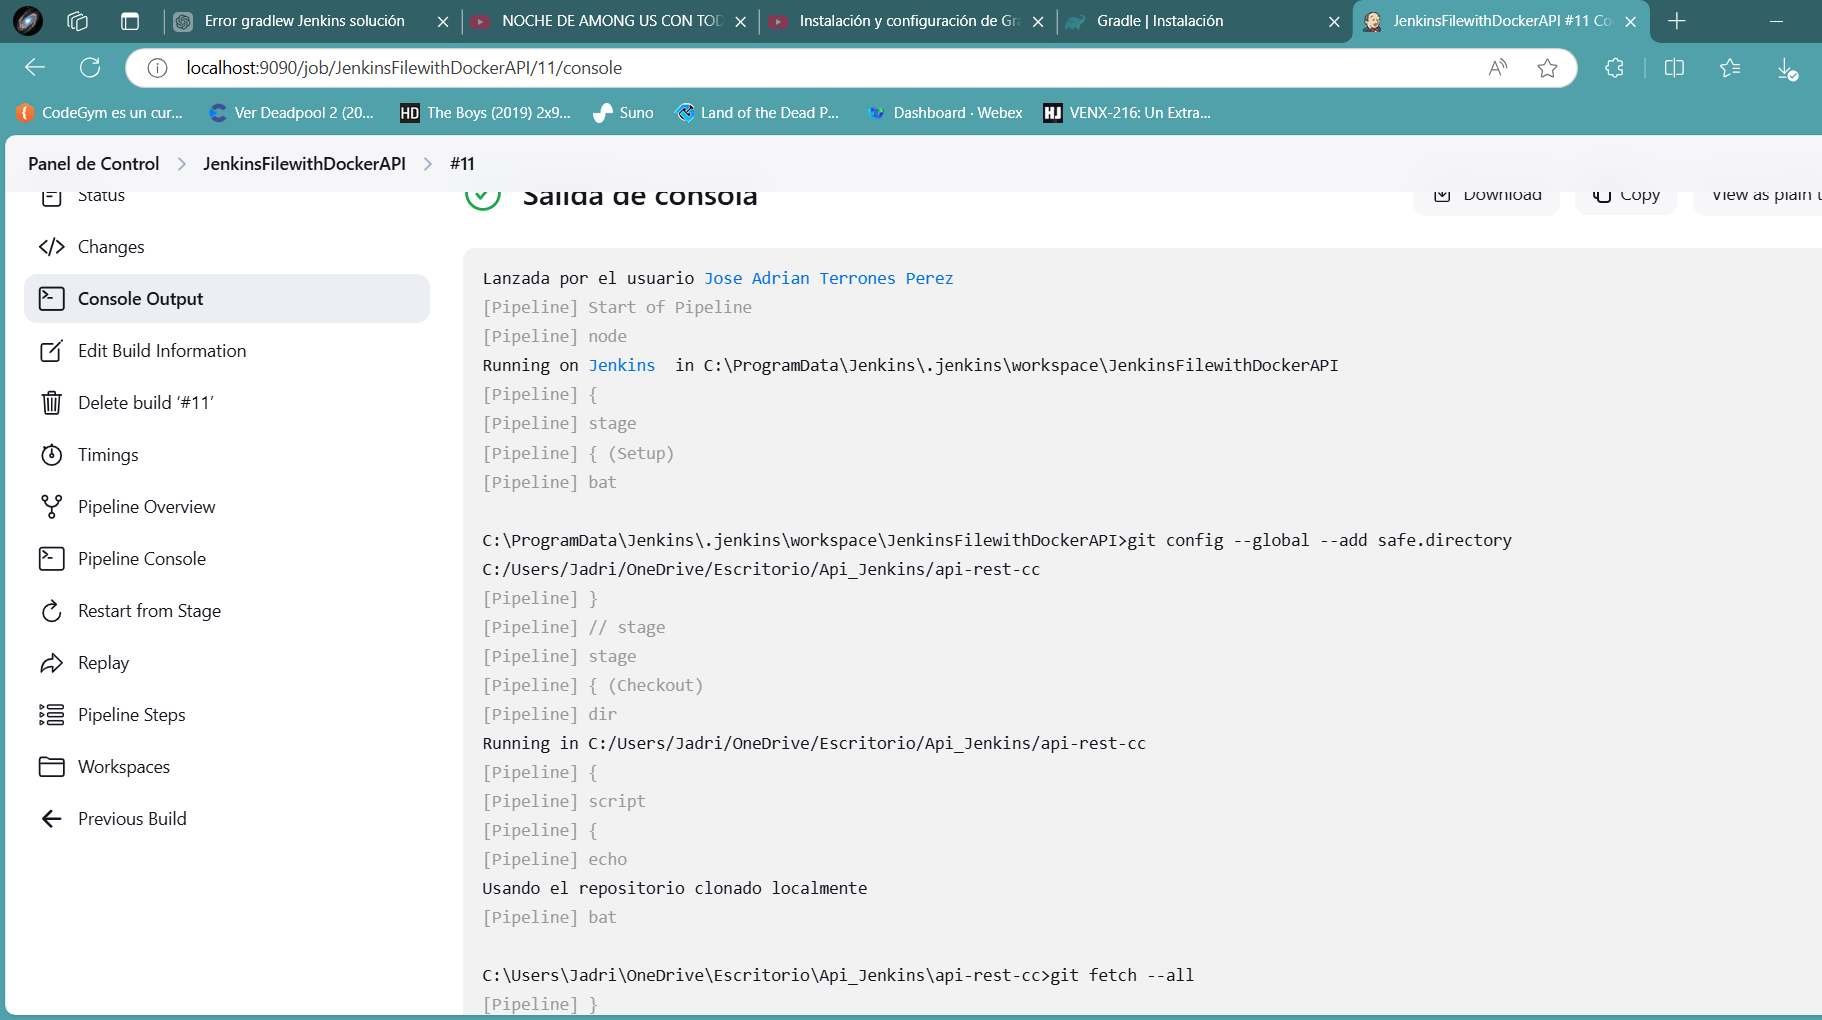 Error gradlew Jenkins solución
NOCHE DE AMONG US CON TOD
Instalación y configuración de Gra
Gradle | Instalación
JenkinsFilewithDockerAPI #11 Co
localhost:9090/job/JenkinsFilewithDockerAPI/11/console
CodeGym es un cur...
Ver Deadpool 2 (20...
HD The Boys (2019) 2x9...
Suno
Land of the Dead P...
Dashboard · Webex
HJ VENX-216: Un Extra...
Panel de Control
JenkinsFilewithDockerAPI
#11
Status
Changes
Console Output
Edit Build Information
Delete build ‘#11’
Timings
Pipeline Overview
Pipeline Console
Restart from Stage
Replay
Pipeline Steps
Workspaces
Previous Build
Salida de consola
Download
Copy
View as plain t
Lanzada por el usuario Jose Adrian Terrones Perez
[Pipeline] Start of Pipeline
[Pipeline] node
Running on Jenkins in C:\ProgramData\Jenkins\.jenkins\workspace\JenkinsFilewithDockerAPI
[Pipeline] {
[Pipeline] stage
[Pipeline] { (Setup)
[Pipeline] bat
C:\ProgramData\Jenkins\.jenkins\workspace\JenkinsFilewithDockerAPI>git config --global --add safe.directory
C:/Users/Jadri/OneDrive/Escritorio/Api_Jenkins/api-rest-cc
[Pipeline] }
[Pipeline] // stage
[Pipeline] stage
[Pipeline] { (Checkout)
[Pipeline] dir
Running in C:/Users/Jadri/OneDrive/Escritorio/Api_Jenkins/api-rest-cc
[Pipeline] {
[Pipeline] script
[Pipeline] {
[Pipeline] echo
Usando el repositorio clonado localmente
[Pipeline] bat
C:\Users\Jadri\OneDrive\Escritorio\Api_Jenkins\api-rest-cc>git fetch --all
[Pipeline] }